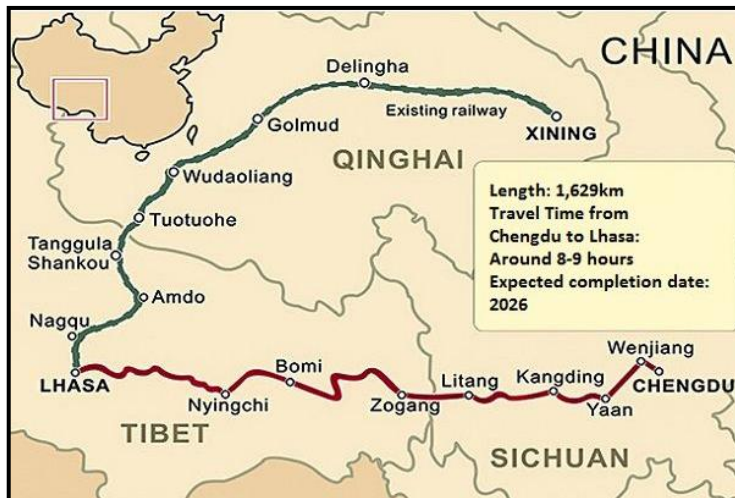 CHINA
Delingha
Existing railway
Golmud
XINING
QINGHAI
Wudaoliang
Length: 1,629km
Travel Time from
Chengdu to Lhasa:
Around 8-9 hours
Expected completion date:
2026
Tuotuohe
Tanggula
Shankou
Amdo
Nagqu
LHASA
Bomi
Wenjiang
Nyingchi
Zogang
Litang
Kangding
CHENGDU
Yaan
TIBET
SICHUAN